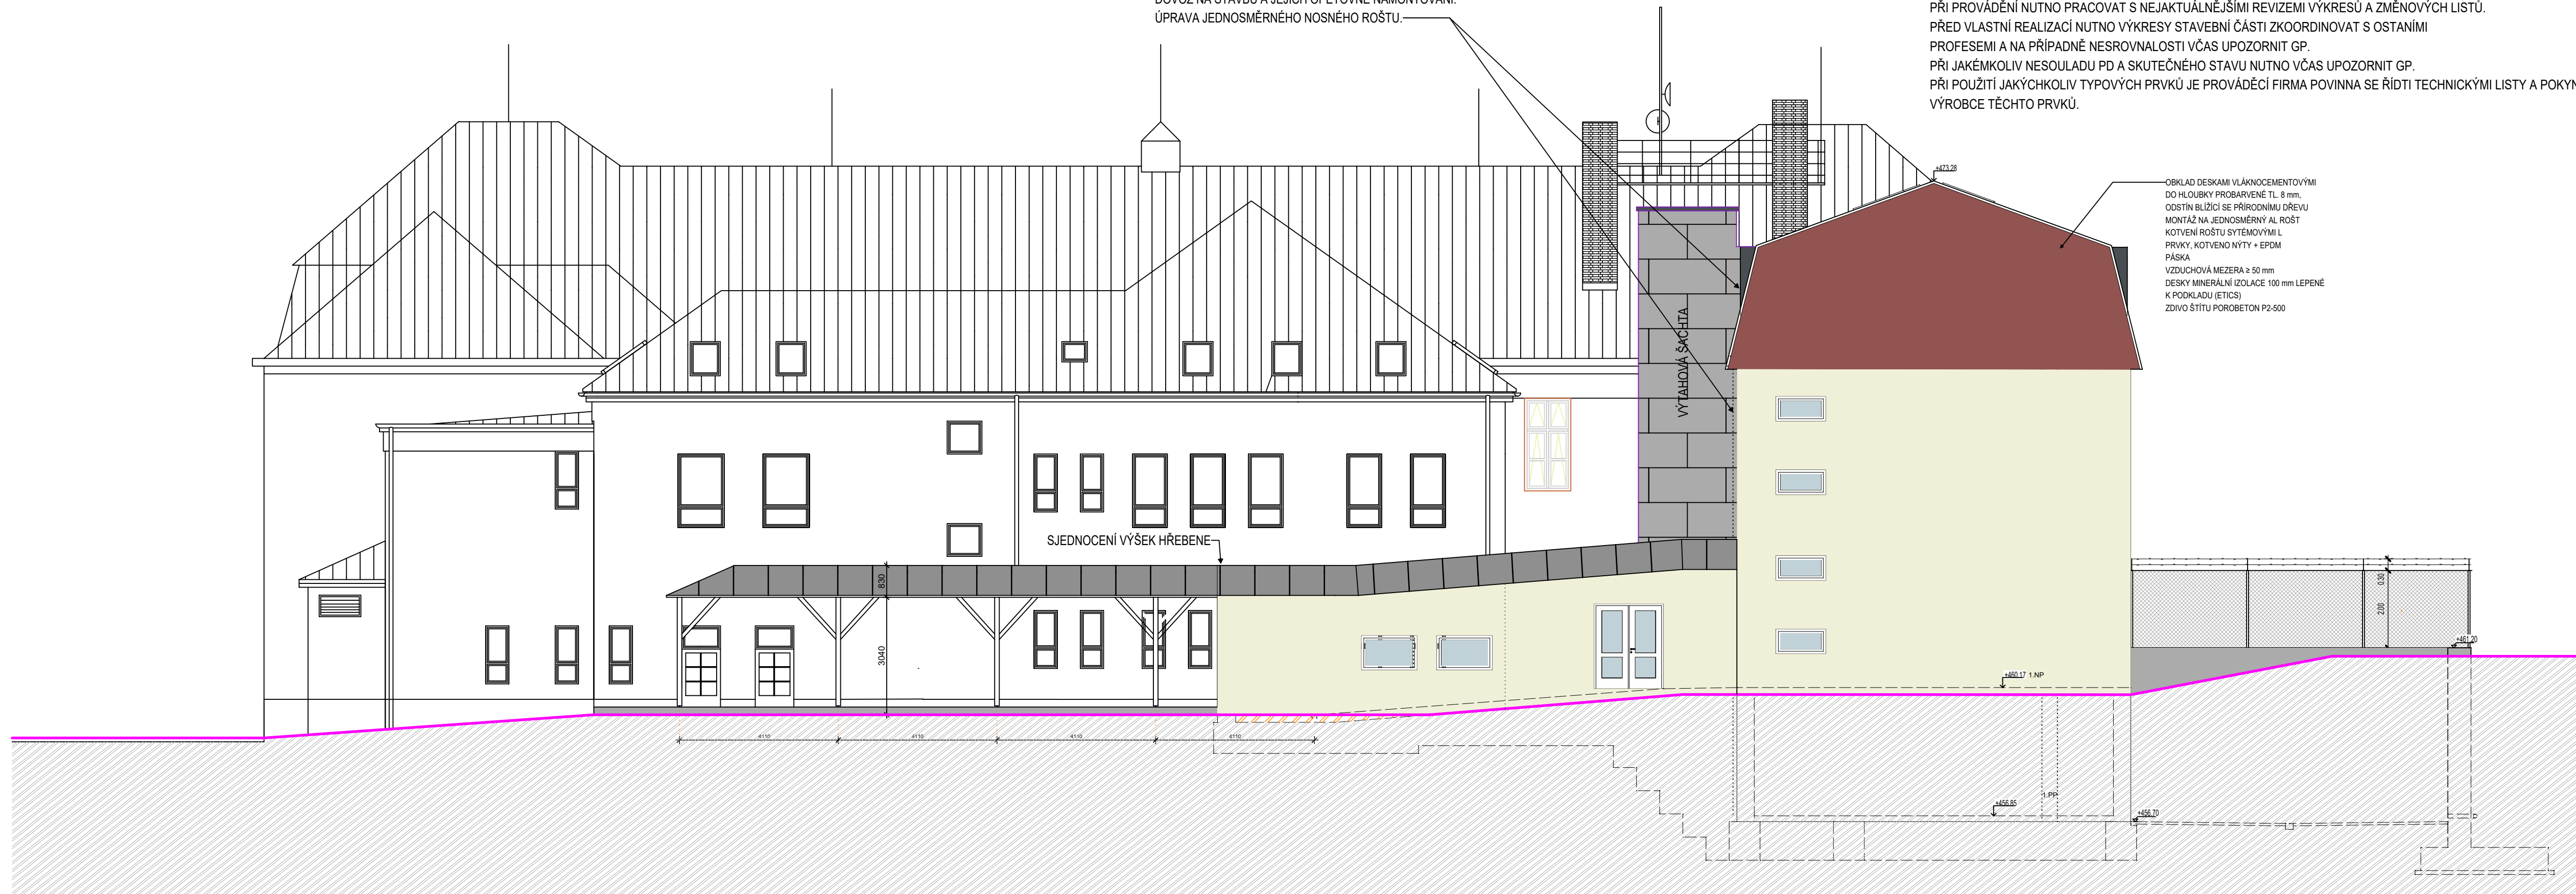 DOVOZ NA STAVBU A JEJICH OPĚTOVNÉ NAMONTOVÁNÍ.
ÚPRAVA JEDNOSMĚRNÉHO NOSNÉHO ROŠTU.
PŘI PROVÁDĚNÍ NUTNO PRACOVAT S NEJAKTUÁLNĚJŠÍMI REVIZEMI VÝKRESŮ A ZMĚNOVÝCH LISTŮ.
PŘED VLASTNÍ REALIZACÍ NUTNO VÝKRESY STAVEBNÍ ČÁSTI ZKOORDINOVAT S OSTANÍMI
PROFESEMI A NA PŘÍPADNĚ NESROVNALOSTI VČAS UPOZORNIT GP.
PŘI JAKÉMKOLIV NESOULADU PD A SKUTEČNÉHO STAVU NUTNO VČAS UPOZORNIT GP.
PŘI POUŽITÍ JAKÝCHKOLIV TYPOVÝCH PRVKŮ JE PROVÁDĚCÍ FIRMA POVINNA SE ŘÍDTI TECHNICKÝMI LISTY A POKYN
VÝROBCE TĚCHTO PRVKŮ.
+473,28
OBKLAD DESKAMI VLÁKNOCEMENTOVÝMI
DO HLOUBKY PROBARVENÉ TL. 8 mm,
ODSTÍN BLÍŽÍCÍ SE PŘÍRODNÍMU DŘEVU
MONTÁŽ NA JEDNOSMĚRNÝ AL ROŠT
KOTVENÍ ROŠTU SYTÉMOVÝMI L
PRVKY, KOTVENO NÝTY + EPDM
PÁSKA
VZDUCHOVÁ MEZERA ≥ 50 mm
DESKY MINERÁLNÍ IZOLACE 100 mm LEPENÉ
K PODKLADU (ETICS)
ZDIVO ŠTÍTU POROBETON P2-500
VÝTAHOVÁ ŠACHTA
SJEDNOCENÍ VÝŠEK HŘEBENE
830
3040
0.30
2.00
+461,20
+460,17 1.NP
4110
4110
4110
4110
1.PP
+456,85
+456,70